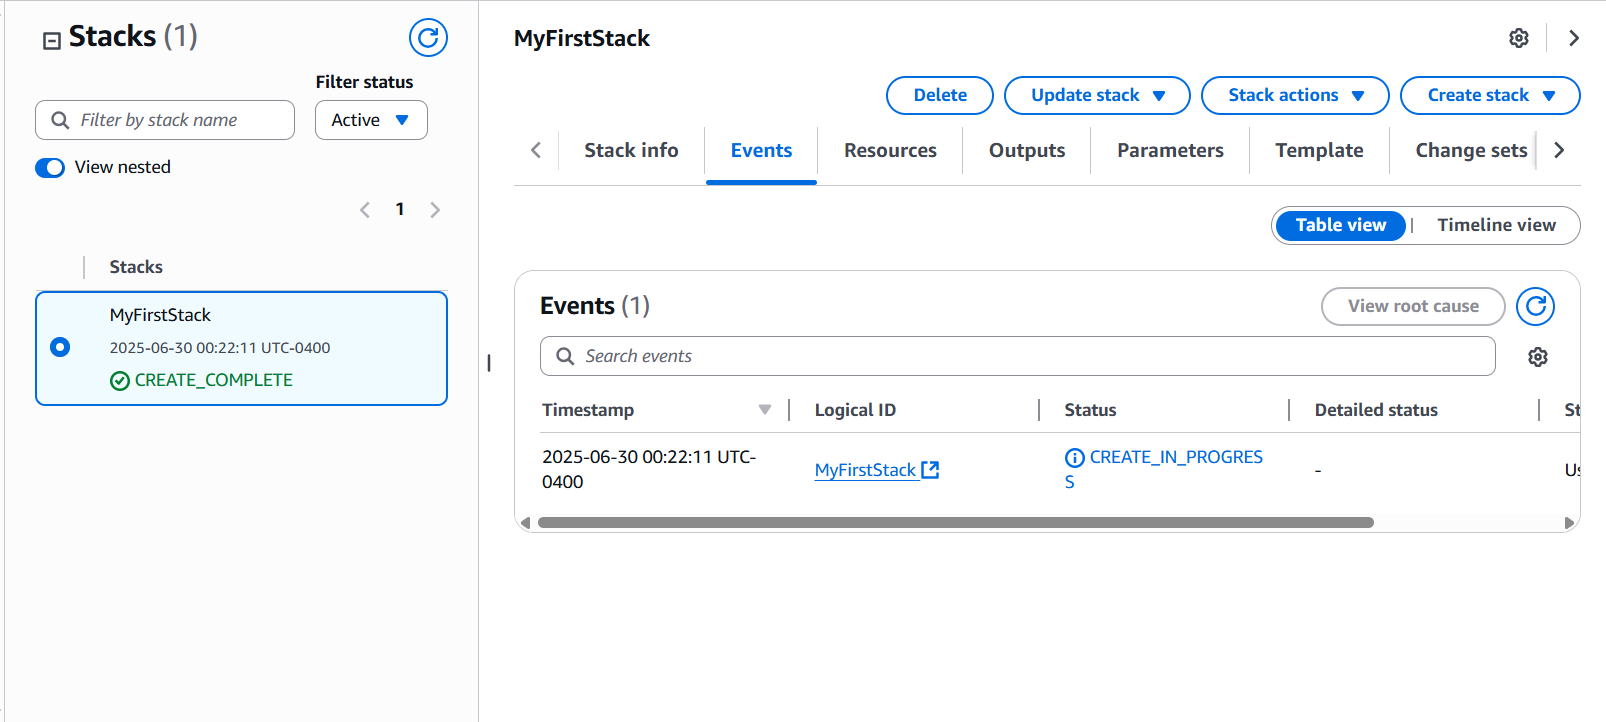 Stacks (1)
Filter status
Filter by stack name
Active
View nested
1
Stacks
MyFirstStack
2025-06-30 00:22:11 UTC-0400
CREATE_COMPLETE
MyFirstStack
Delete
Update stack
Stack actions
Create stack
Stack info
Events
Resources
Outputs
Parameters
Template
Change sets
Table view
Timeline view
Events (1)
View root cause
Search events
Timestamp
Logical ID
Status
Detailed status
St
2025-06-30 00:22:11 UTC-
0400
MyFirstStack
CREATE_IN_PROGRES
S
-
Us